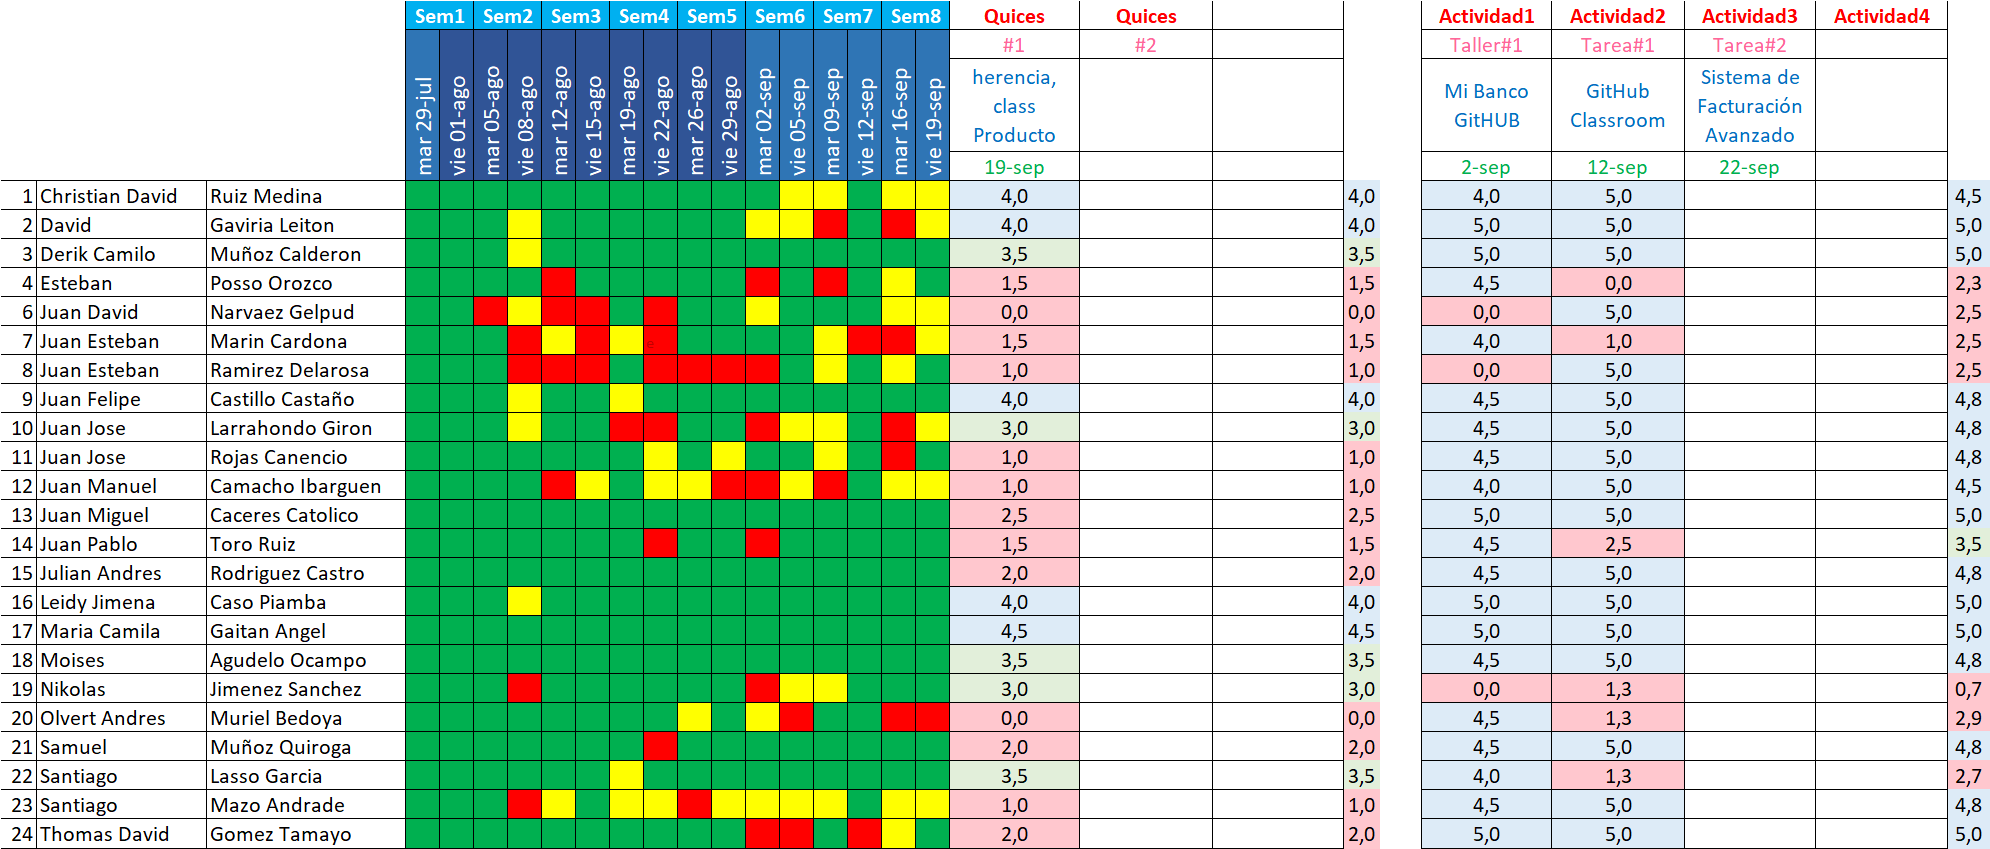 Sem1 Sem2 Sem3 Sem4 Sem5 Sem6 Sem7 Sem8 Quices Quices Actividad1 Actividad2 Actividad3 Actividad4
#1 #2 Taller#1 Tarea#1 Tarea#2
mar 29-jul vie 01-ago mar 05-ago vie 08-ago mar 12-ago vie 15-ago mar 19-ago vie 22-ago mar 26-ago vie 29-ago mar 02-sep vie 05-sep mar 09-sep vie 12-sep mar 16-sep vie 19-sep
herencia,
class
Producto
Mi Banco
GitHUB
GitHub
Classroom
Sistema de
Facturación
Avanzado
19-sep 2-sep 12-sep 22-sep
1 Christian David Ruiz Medina 4,0 4,0 4,0 5,0 4,5
2 David Gaviria Leiton 4,0 4,0 5,0 5,0 5,0
3 Derik Camilo Muñoz Calderon 3,5 3,5 5,0 5,0 5,0
4 Esteban Posso Orozco 1,5 1,5 4,5 0,0 2,3
6 Juan David Narvaez Gelpud 0,0 0,0 0,0 5,0 2,5
7 Juan Esteban Marin Cardona e 1,5 1,5 4,0 1,0 2,5
8 Juan Esteban Ramirez Delarosa 1,0 1,0 0,0 5,0 2,5
9 Juan Felipe Castillo Castaño 4,0 4,0 4,5 5,0 4,8
10 Juan Jose Larrahondo Giron 3,0 3,0 4,5 5,0 4,8
11 Juan Jose Rojas Canencio 1,0 1,0 4,5 5,0 4,8
12 Juan Manuel Camacho Ibarguen 1,0 1,0 4,0 5,0 4,5
13 Juan Miguel Caceres Catolico 2,5 2,5 5,0 5,0 5,0
14 Juan Pablo Toro Ruiz 1,5 1,5 4,5 2,5 3,5
15 Julian Andres Rodriguez Castro 2,0 2,0 4,5 5,0 4,8
16 Leidy Jimena Caso Piamba 4,0 4,0 5,0 5,0 5,0
17 Maria Camila Gaitan Angel 4,5 4,5 5,0 5,0 5,0
18 Moises Agudelo Ocampo 3,5 3,5 4,5 5,0 4,8
19 Nikolas Jimenez Sanchez 3,0 3,0 0,0 1,3 0,7
20 Olvert Andres Muriel Bedoya 0,0 0,0 4,5 1,3 2,9
21 Samuel Muñoz Quiroga 2,0 2,0 4,5 5,0 4,8
22 Santiago Lasso Garcia 3,5 3,5 4,0 1,3 2,7
23 Santiago Mazo Andrade 1,0 1,0 4,5 5,0 4,8
24 Thomas David Gomez Tamayo 2,0 2,0 5,0 5,0 5,0